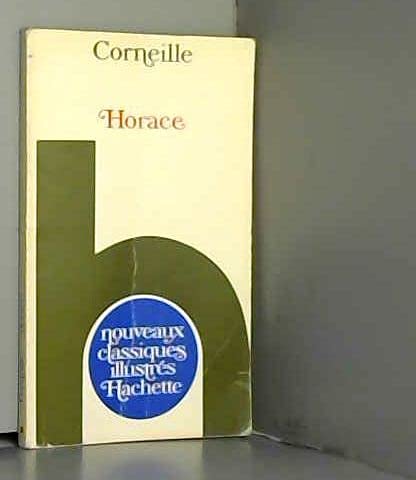 Corneille
Horace
h
nouveaux
classiques
illustrés
Hachette